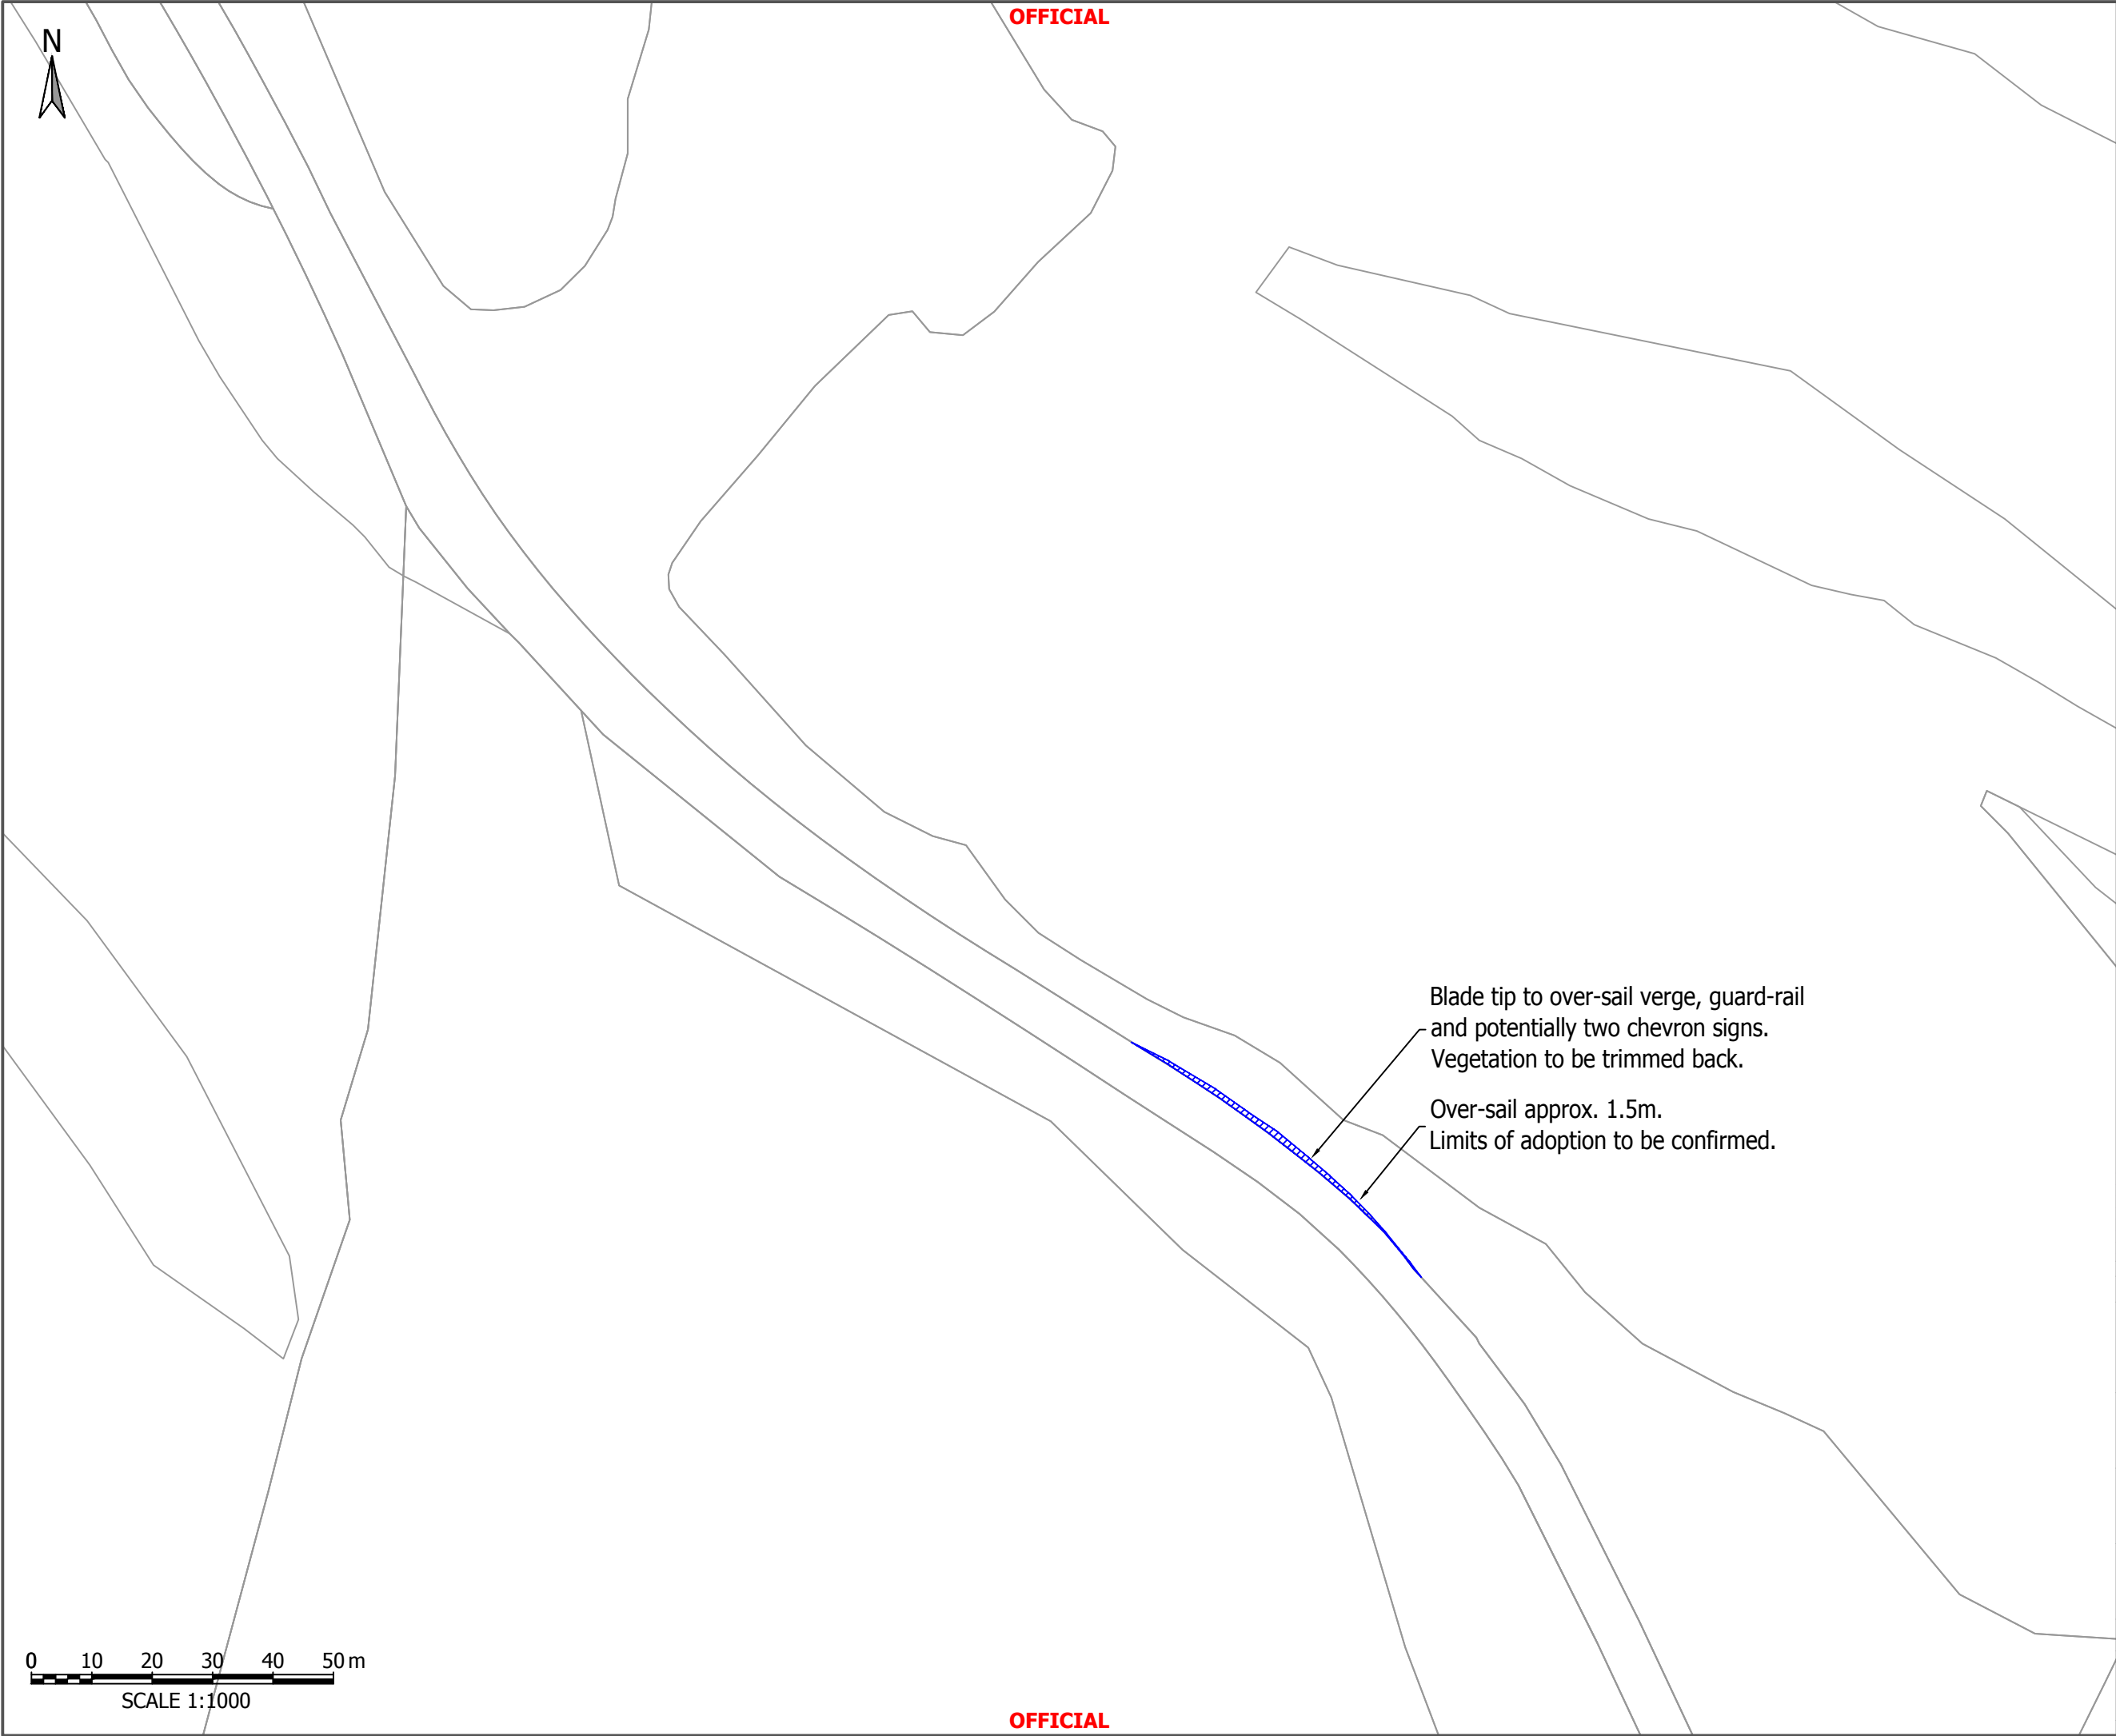 OFFICIAL
N
Blade tip to over-sail verge, guard-rail
and potentially two chevron signs.
Vegetation to be trimmed back.
Over-sail approx. 1.5m.
Limits of adoption to be confirmed.
0 10 20 30 40 50 m
SCALE 1:1000
OFFICIAL